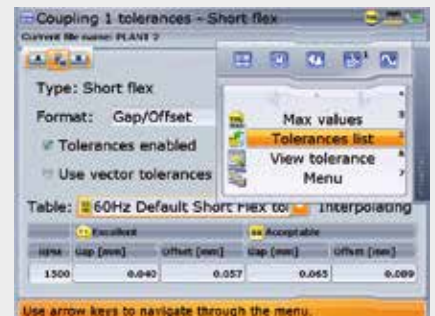 Coupling 1 tolerances - Short flex
Current file name: PLANT 2
Type: Short flex
Format: Gap/Offset
Tolerances enabled
Use vector tolerances
Max values
Tolerances list
View tolerance
Menu
Table: 60Hz Default Short Flex tol Interpolating
Excellent Acceptable
RPM Gap [mm] Offset [mm] Gap [mm] Offset [mm]
1500 0.040 0.057 0.065 0.089
Use arrow keys to navigate through the menu.